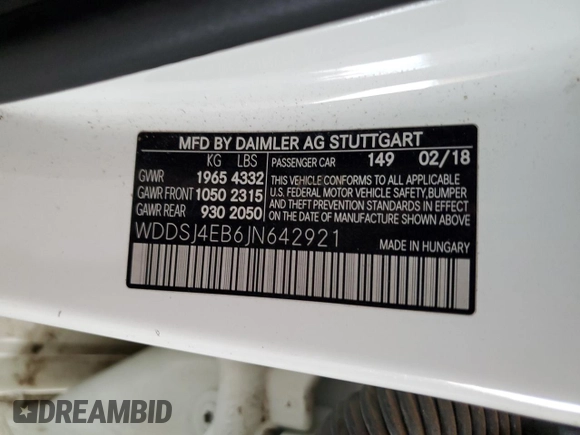 MFD BY DAIMLER AG STUTTGART
KG LBS
GVWR 1965 4332
GAWR FRONT 1050 2315
GAWR REAR 930 2050
PASSENGER CAR 149 02/18
THIS VEHICLE CONFORMS TO ALL APPLICABLE
U.S. FEDERAL MOTOR VEHICLE SAFETY, BUMPER
AND THEFT PREVENTION STANDARDS IN EFFECT
ON THE DATE OF MANUFACTURE SHOWN ABOVE.
WDDSJ4EB6JN642921
MADE IN HUNGARY
DREAMBID